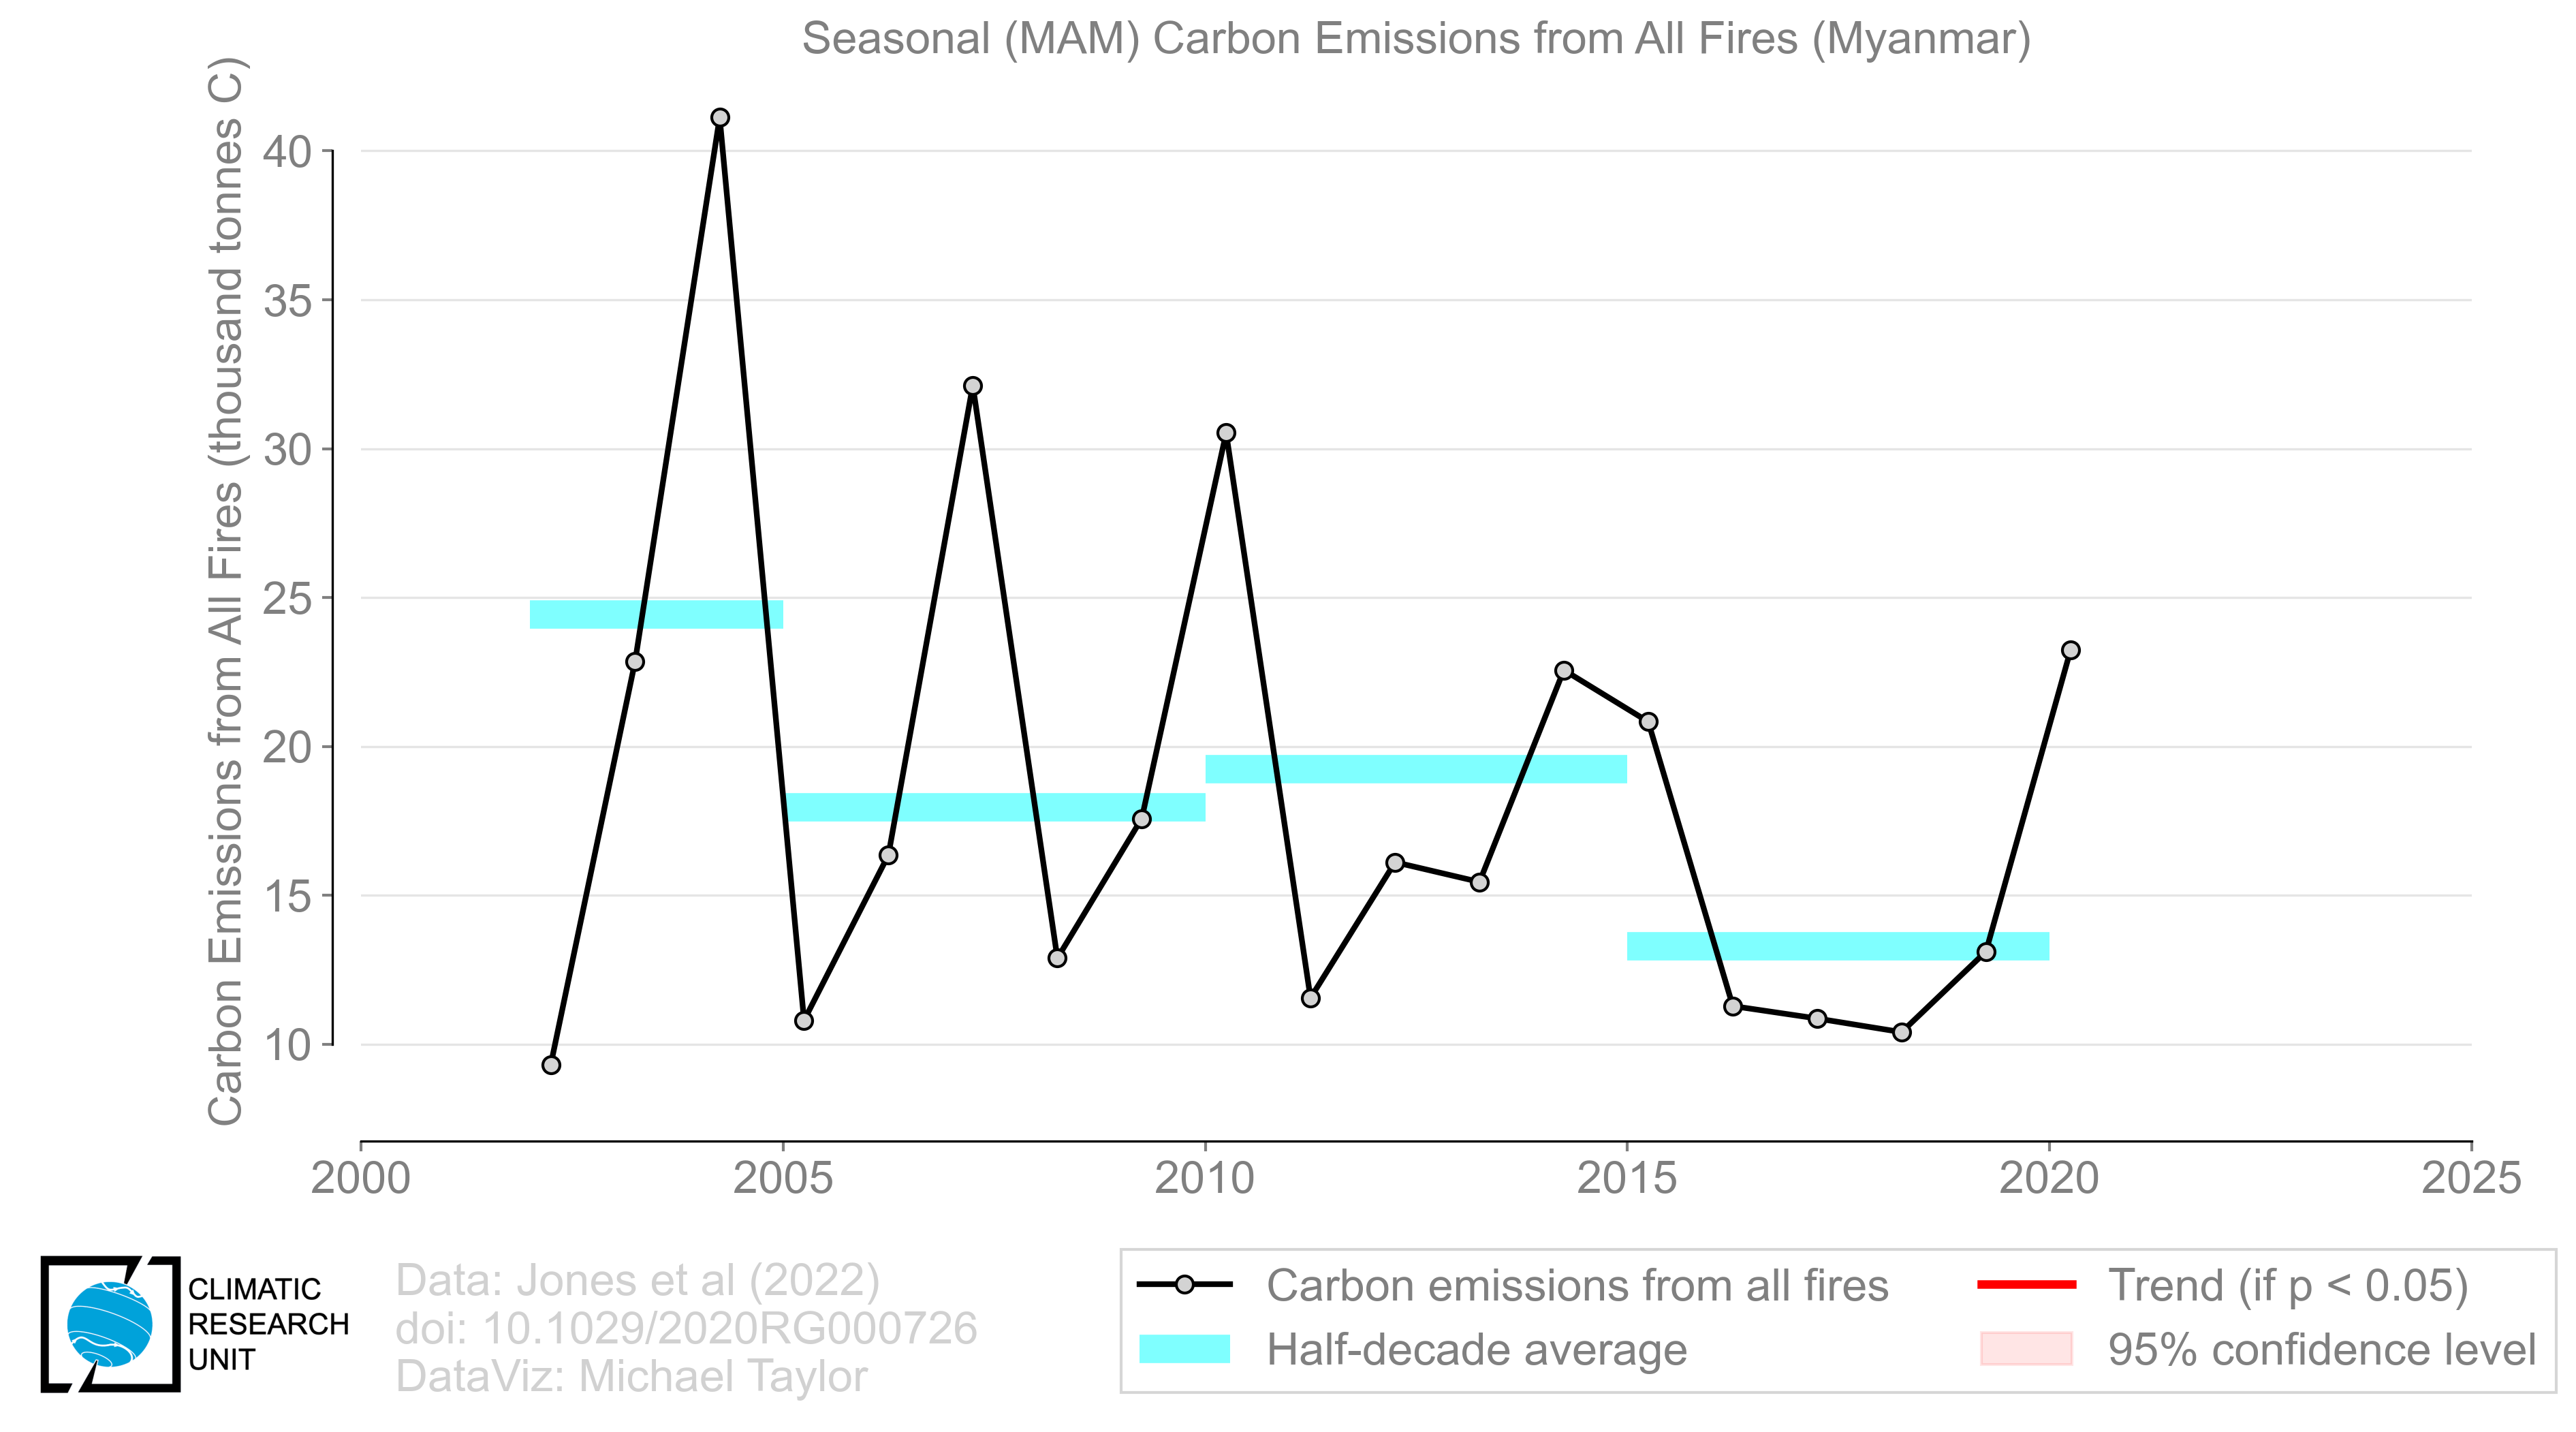 Seasonal (MAM) Carbon Emissions from All Fires (Myanmar)
Carbon Emissions from All Fires (thousand tonnes C)
40
35
30
25
20
15
10
2000
2005
2010
2015
2020
2025
CLIMATIC
RESEARCH
UNIT
Data: Jones et al (2022)
doi: 10.1029/2020RG000726
DataViz: Michael Taylor
Carbon emissions from all fires
Half-decade average
Trend (if p < 0.05)
95% confidence level